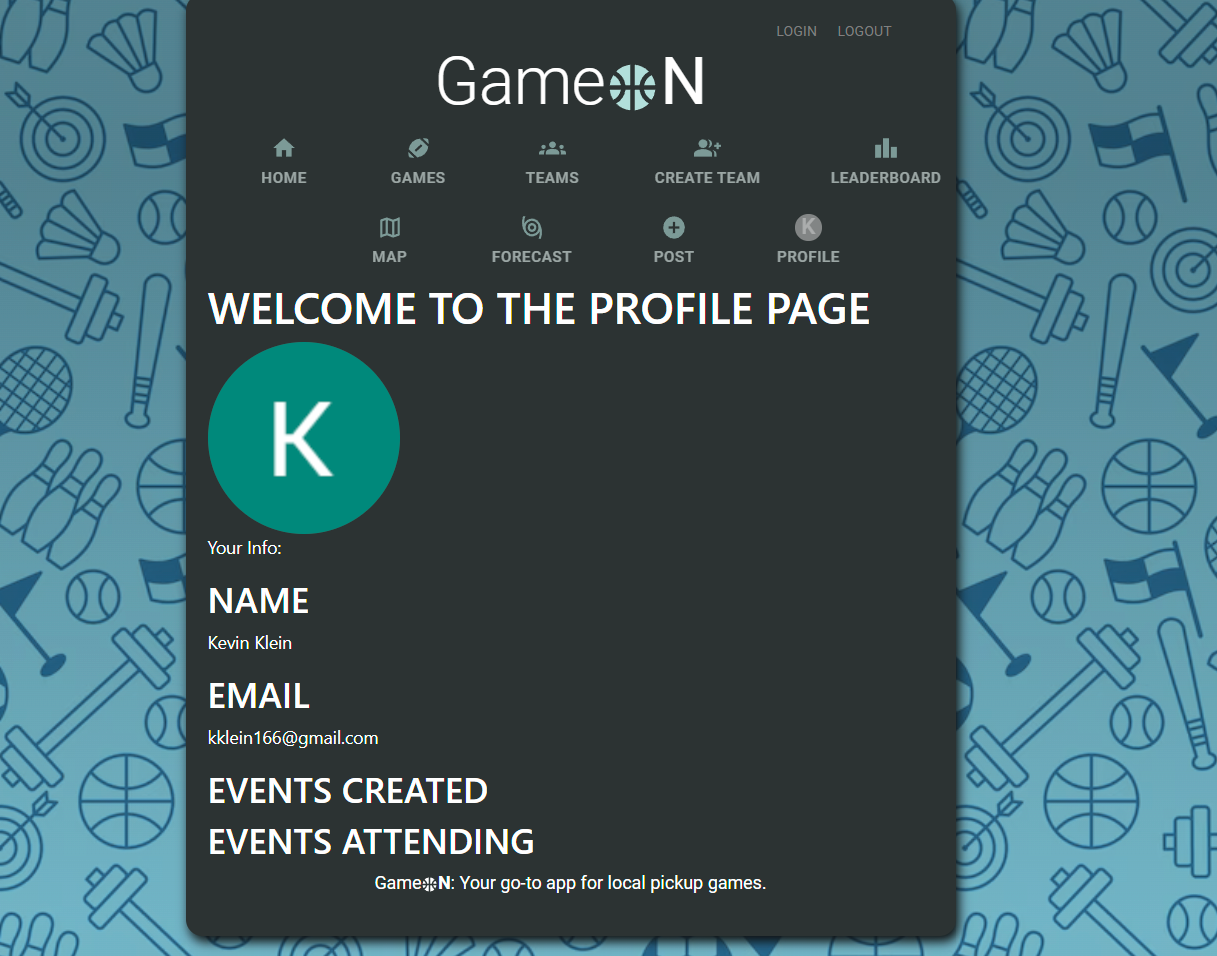 LOGIN LOGOUT
GameN
HOME GAMES TEAMS CREATE TEAM LEADERBOARD
K
MAP FORECAST POST PROFILE
WELCOME TO THE PROFILE PAGE
K
Your Info:
NAME
Kevin Klein
EMAIL
kklein166@gmail.com
EVENTS CREATED
EVENTS ATTENDING
GameN: Your go-to app for local pickup games.